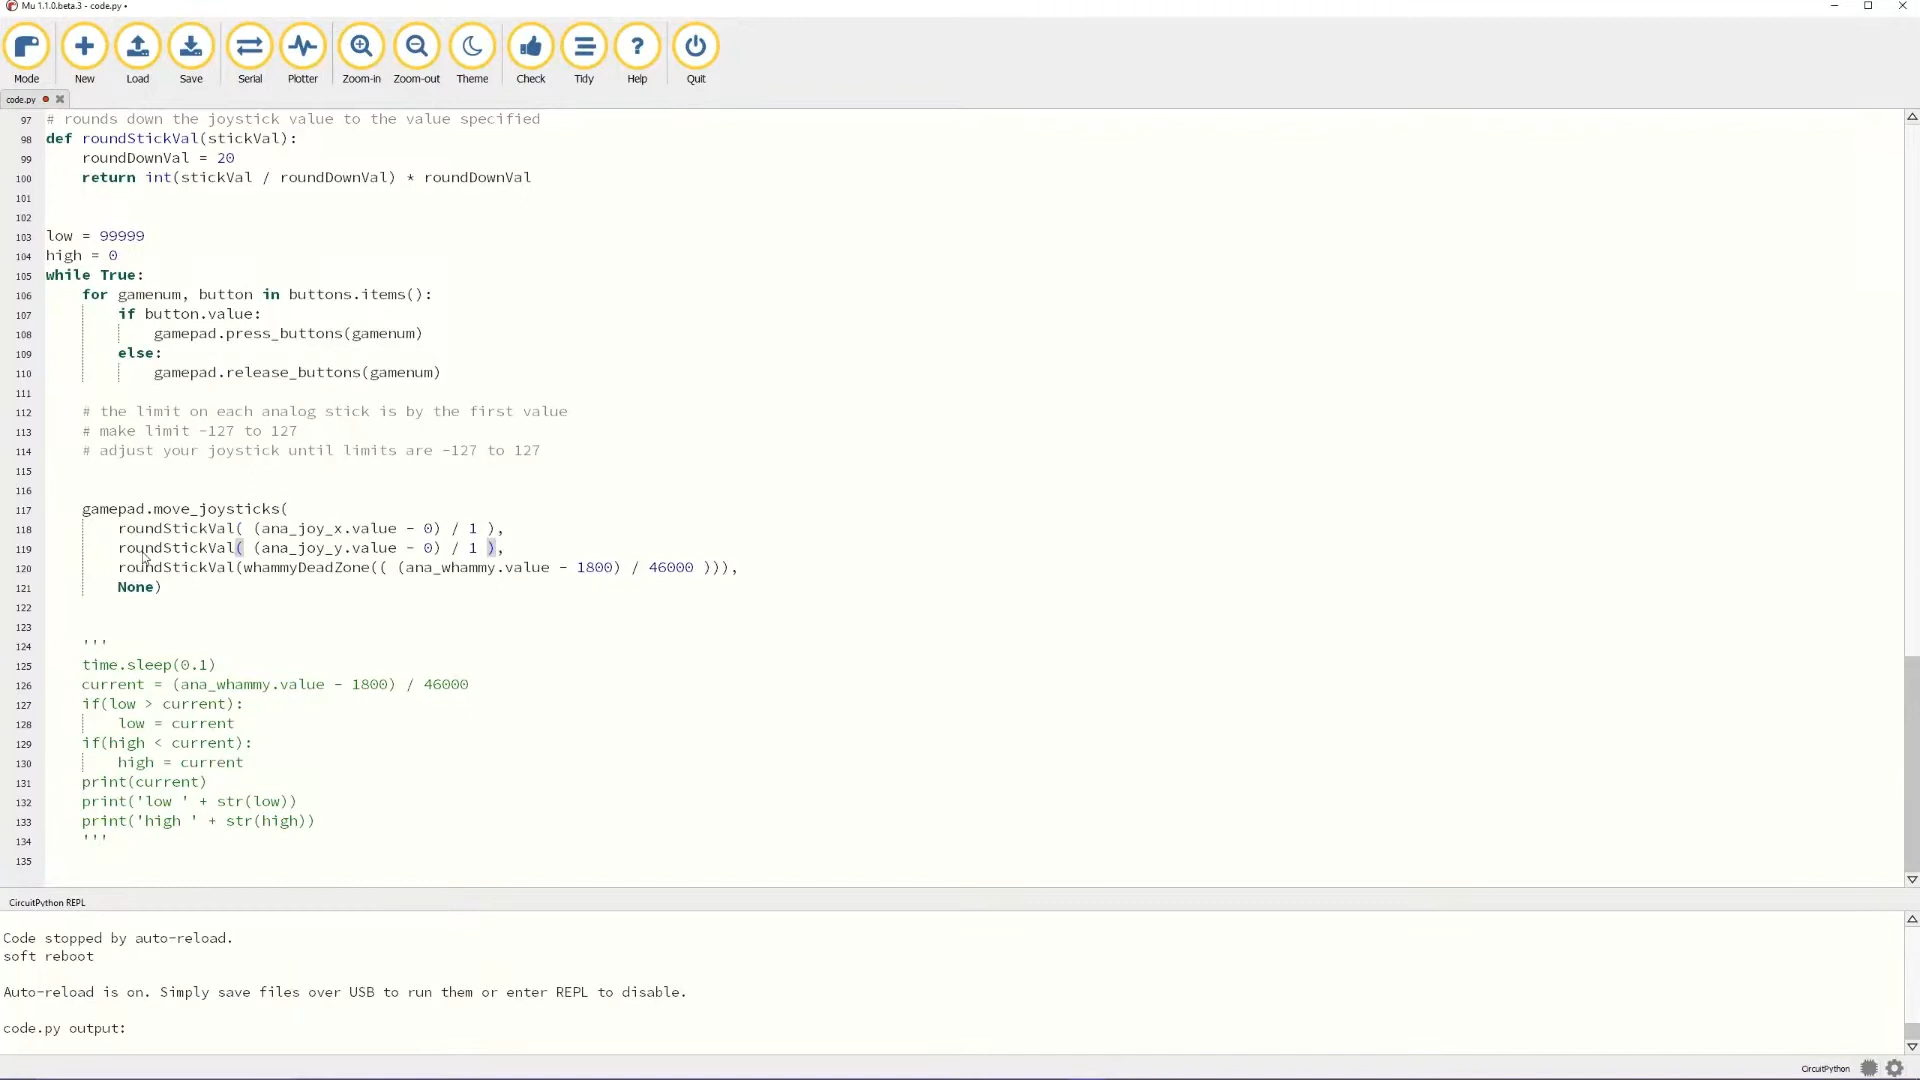 Mu 1.1.0.beta.3 - code.py •
Mode New Load Save Serial Plotter Zoom-in Zoom-out Theme Check Tidy Help Quit
code.py
97 # rounds down the joystick value to the value specified
98 def roundStickVal(stickVal):
99     roundDownVal = 20
100     return int(stickVal / roundDownVal) * roundDownVal
101
102
103 low = 99999
104 high = 0
105 while True:
106     for gamenum, button in buttons.items():
107         if button.value:
108             gamepad.press_buttons(gamenum)
109         else:
110             gamepad.release_buttons(gamenum)
111
112     # the limit on each analog stick is by the first value
113     # make limit -127 to 127
114     # adjust your joystick until limits are -127 to 127
115
116
117     gamepad.move_joysticks(
118         roundStickVal( (ana_joy_x.value - 0) / 1 ),
119         roundStickVal( (ana_joy_y.value - 0) / 1 ),
120         roundStickVal(whammyDeadZone(( (ana_whammy.value - 1800) / 46000 ))),
121         None)
122
123
124     '''
125     time.sleep(0.1)
126     current = (ana_whammy.value - 1800) / 46000
127     if(low > current):
128         low = current
129     if(high < current):
130         high = current
131     print(current)
132     print('low ' + str(low))
133     print('high ' + str(high))
134     '''
135
CircuitPython REPL
Code stopped by auto-reload.
soft reboot
Auto-reload is on. Simply save files over USB to run them or enter REPL to disable.
code.py output:
CircuitPython